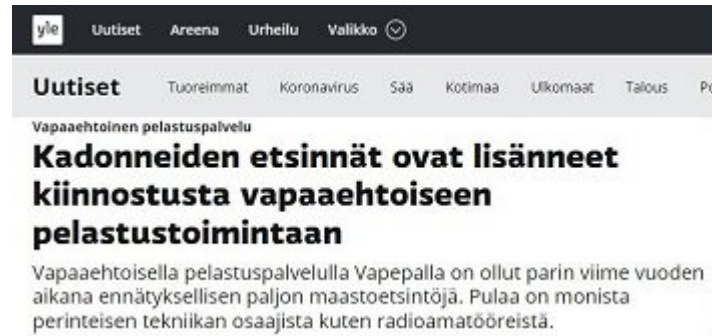 yle Uutiset Areena Urheilu Valikko
Uutiset Tuoreimmat Koronavirus Sää Kotimaa Ulkomaat Talous
Vapaaehtoinen pelastuspalvelu
Kadonneiden etsinnät ovat lisänneet
kiinnostusta vapaaehtoiseen
pelastustoimintaan
Vapaaehtoisella pelastuspalvelulla Vapepalla on ollut parin viime vuoden
aikana ennätyksellisen paljon maastoetsintöjä. Pulaa on monista
perinteisen tekniikan osaajista kuten radioamatööreistä.